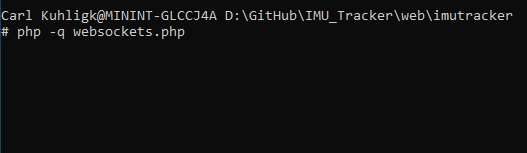 Carl Kuhligk@MININT-GLCCJ4A D:\GitHub\IMU_Tracker\web\imutracker
# php -q websockets.php